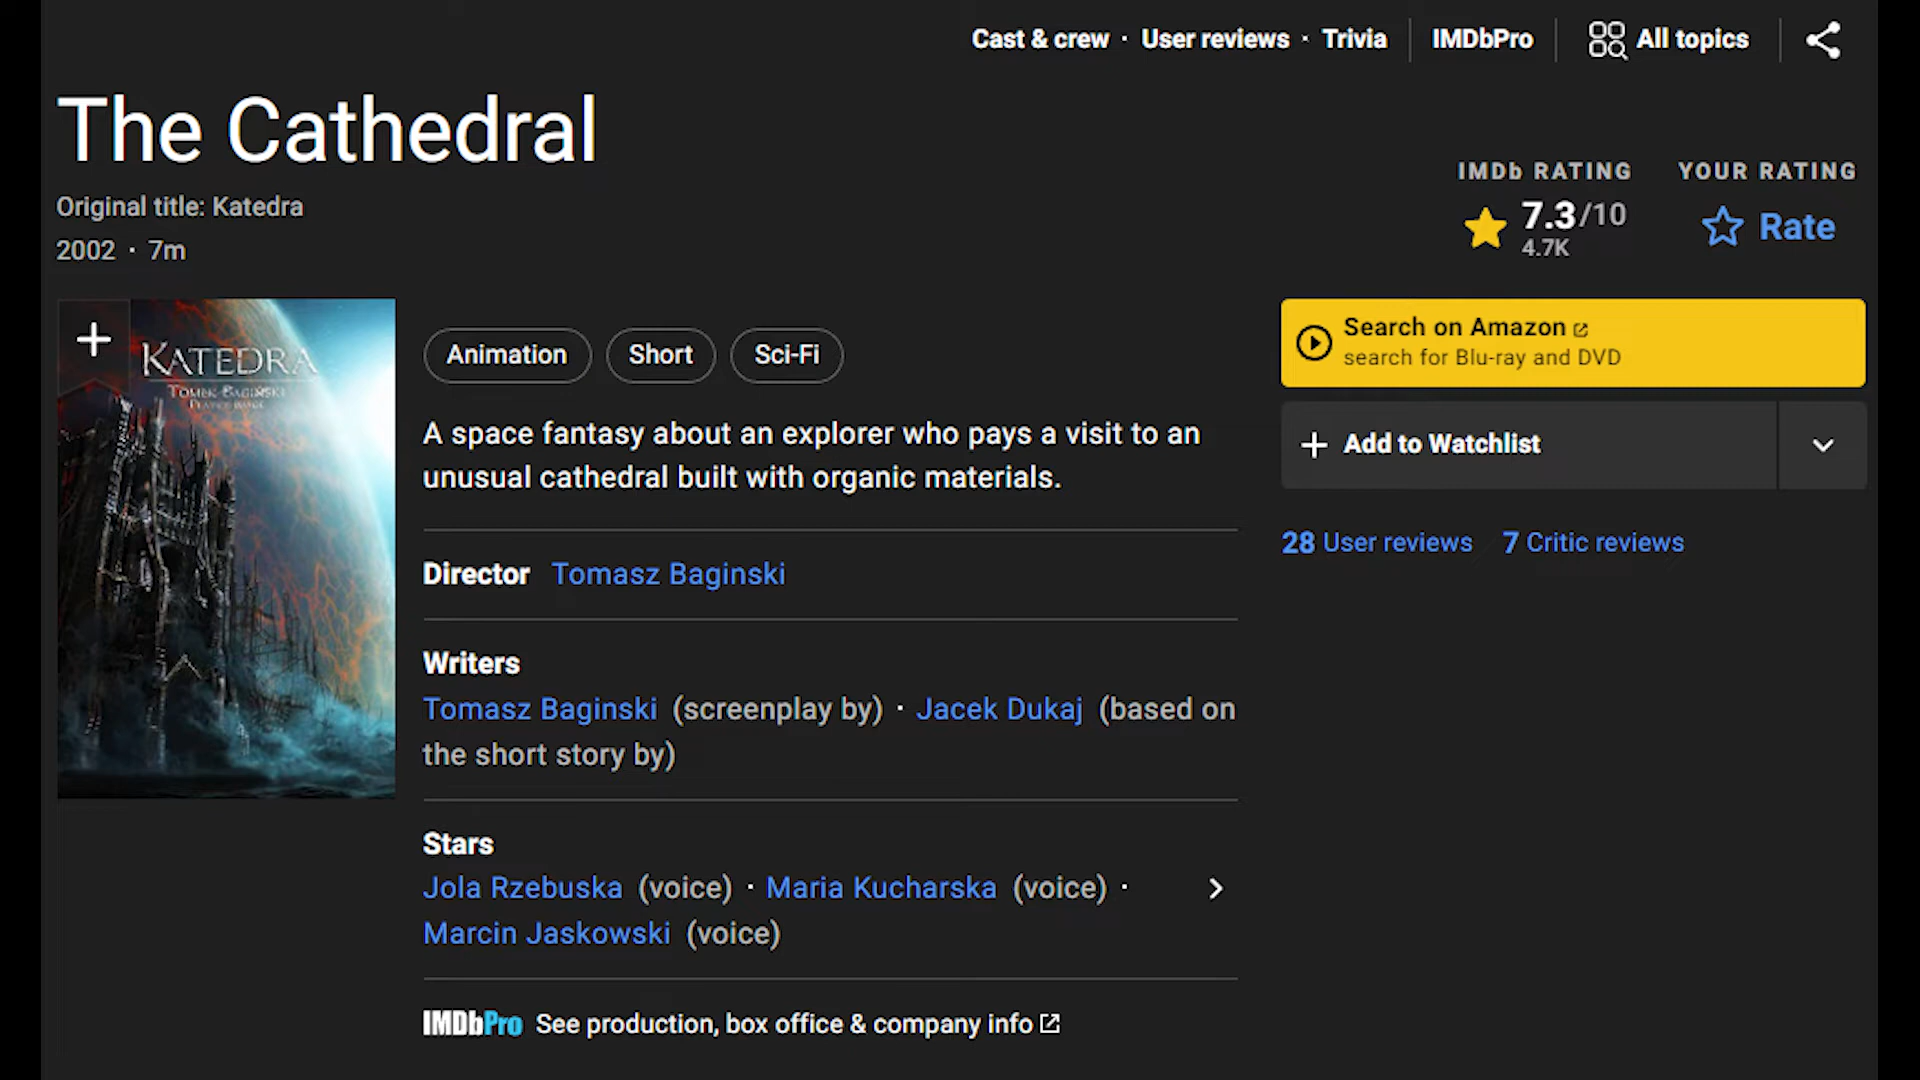 Cast & crew · User reviews · Trivia IMDbPro All topics
The Cathedral
Original title: Katedra
2002 · 7m
IMDb RATING
7.3/10
4.7K
YOUR RATING
Rate
KATEDRA
TOMEK BAGIŃSKI
PLATIGE IMAGE
Animation Short Sci-Fi
A space fantasy about an explorer who pays a visit to an
unusual cathedral built with organic materials.
Director Tomasz Baginski
Writers
Tomasz Baginski (screenplay by) · Jacek Dukaj (based on
the short story by)
Stars
Jola Rzebuska (voice) · Maria Kucharska (voice) ·
Marcin Jaskowski (voice)
IMDbPro See production, box office & company info
Search on Amazon
search for Blu-ray and DVD
Add to Watchlist
28 User reviews 7 Critic reviews